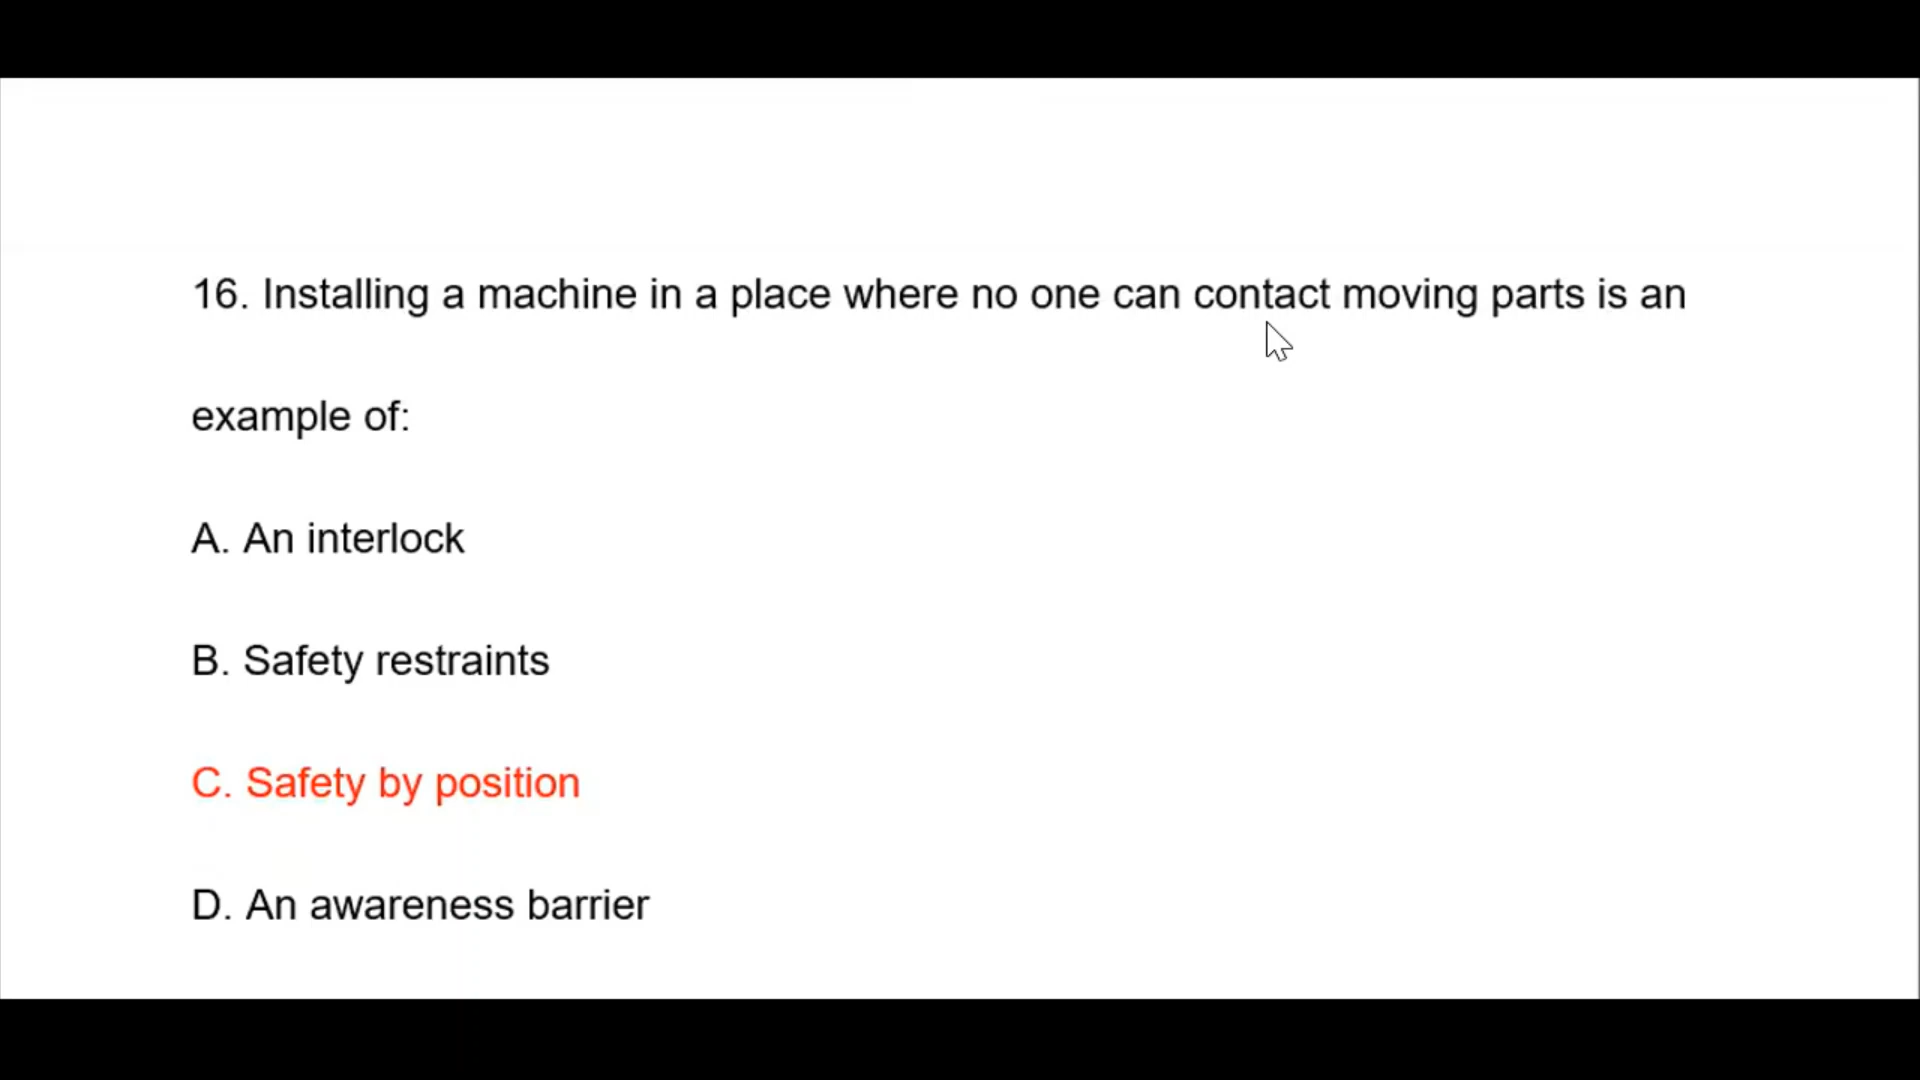 16. Installing a machine in a place where no one can contact moving parts is an
example of:
A. An interlock
B. Safety restraints
C. Safety by position
D. An awareness barrier